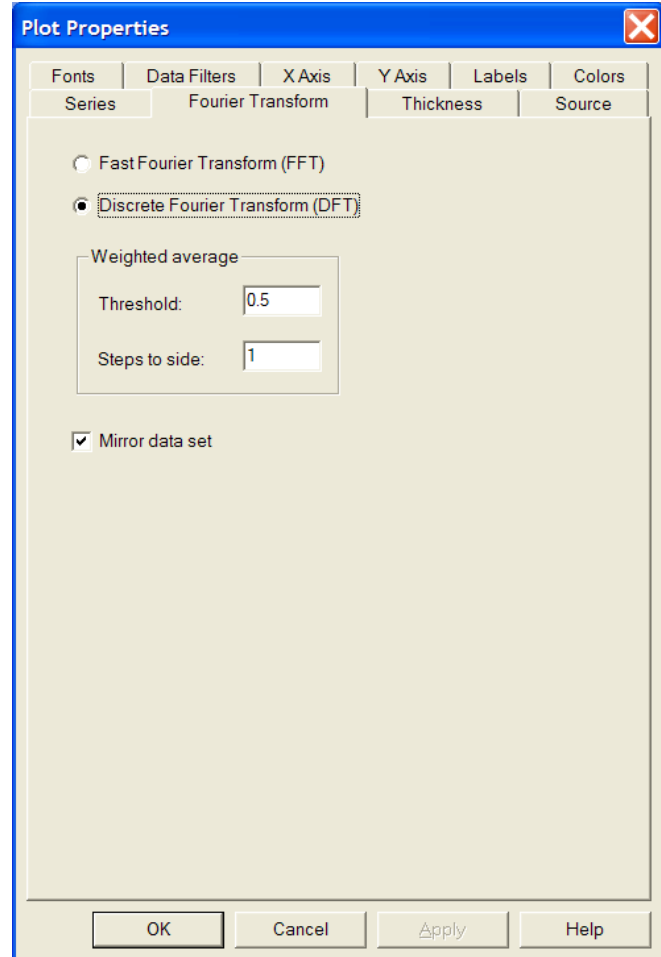 Plot Properties
Fonts Data Filters X Axis Y Axis Labels Colors
Series Fourier Transform Thickness Source
Fast Fourier Transform (FFT)
Discrete Fourier Transform (DFT)
Weighted average
Threshold: 0.5
Steps to side: 1
Mirror data set
OK Cancel Apply Help